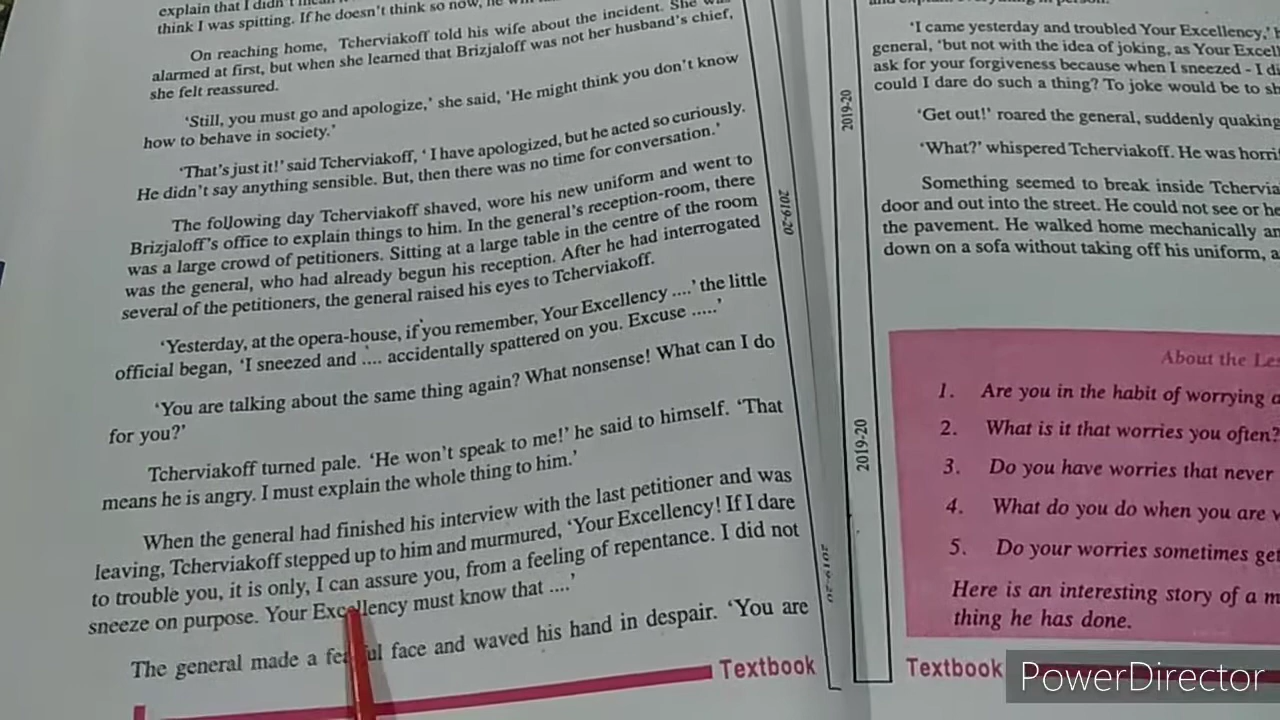 explain that I didn't mean
think I was spitting. If he doesn't think so now, he
On reaching home, Tcherviakoff told his wife about the incident. She was
alarmed at first, but when she learned that Brizjaloff was not her husband's chief,
she felt reassured.
'Still, you must go and apologize,' she said, 'He might think you don't know
how to behave in society.'
'That's just it!' said Tcherviakoff, ' I have apologized, but he acted so curiously.
He didn't say anything sensible. But, then there was no time for conversation.'
The following day Tcherviakoff shaved, wore his new uniform and went to
Brizjaloff's office to explain things to him. In the general's reception-room, there
was a large crowd of petitioners. Sitting at a large table in the centre of the room
was the general, who had already begun his reception. After he had interrogated
several of the petitioners, the general raised his eyes to Tcherviakoff.
'Yesterday, at the opera-house, if you remember, Your Excellency ....' the little
official began, 'I sneezed and '.... accidentally spattered on you. Excuse .....'
'You are talking about the same thing again? What nonsense! What can I do
for you?'
Tcherviakoff turned pale. 'He won't speak to me!' he said to himself. 'That
means he is angry. I must explain the whole thing to him.'
When the general had finished his interview with the last petitioner and was
leaving, Tcherviakoff stepped up to him and murmured, 'Your Excellency! If I dare
to trouble you, it is only, I can assure you, from a feeling of repentance. I did not
sneeze on purpose. Your Excellency must know that ....'
The general made a fearful face and waved his hand in despair. 'You are
Textbook
2019-20
2019-20
2019-20
2019-20
'I came yesterday and troubled Your Excellency,'
general, 'but not with the idea of joking, as Your Excell
ask for your forgiveness because when I sneezed - I di
could I dare do such a thing? To joke would be to sh
'Get out!' roared the general, suddenly quaking
'What?' whispered Tcherviakoff. He was horri
Something seemed to break inside Tchervia
door and out into the street. He could not see or he
the pavement. He walked home mechanically an
down on a sofa without taking off his uniform, a
About the Les
1. Are you in the habit of worrying a
2. What is it that worries you often?
3. Do you have worries that never
4. What do you do when you are w
5. Do your worries sometimes get
Here is an interesting story of a m
thing he has done.
Textbook
PowerDirector